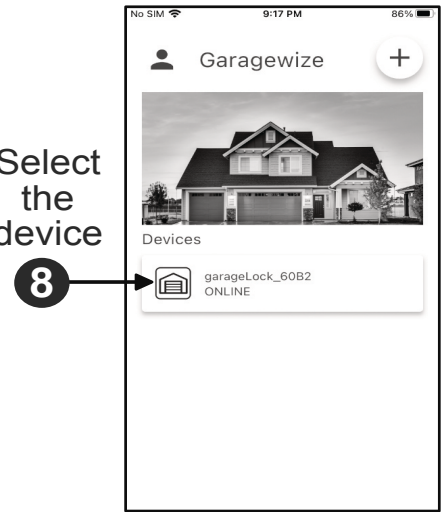 No SIM 9:17 PM 86%
Garagewize
+
Select
the
device
8
Devices
garageLock_60B2
ONLINE